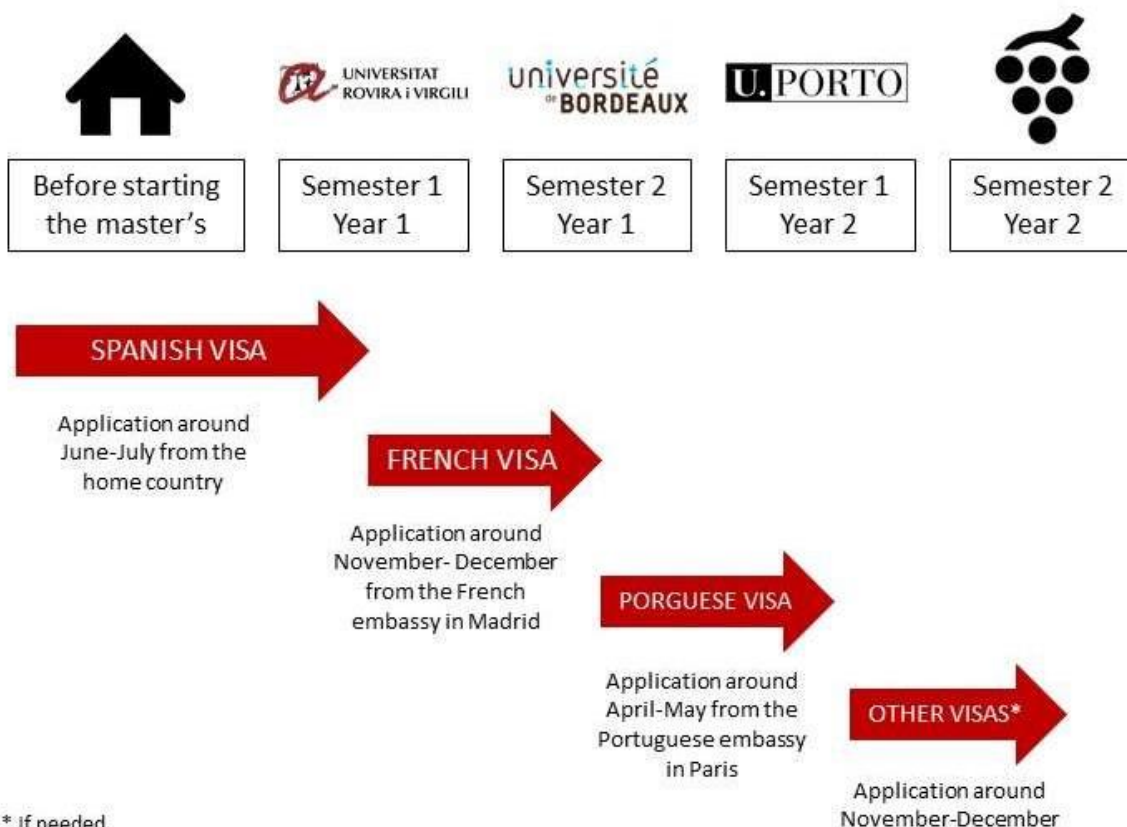 UNIVERSITAT
ROVIRA i VIRGILI
université
de BORDEAUX
U. PORTO
Before starting
the master's
Semester 1
Year 1
Semester 2
Year 1
Semester 1
Year 2
Semester 2
Year 2
SPANISH VISA
Application around
June-July from the
home country
FRENCH VISA
Application around
November- December
from the French
embassy in Madrid
PORGUESE VISA
Application around
April-May from the
Portuguese embassy
in Paris
OTHER VISAS*
Application around
November-December
* If needed